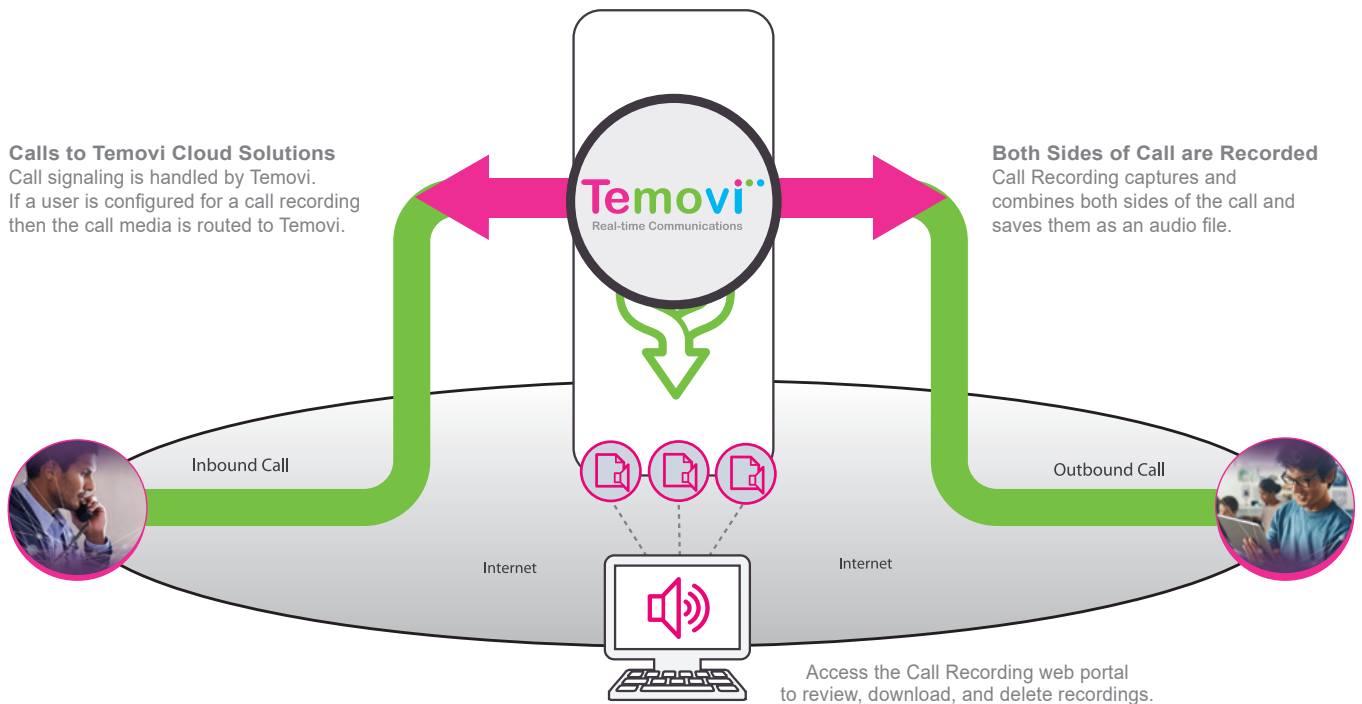 Calls to Temovi Cloud Solutions
Call signaling is handled by Temovi.
If a user is configured for a call recording
then the call media is routed to Temovi.
Temovi
Real-time Communications
Both Sides of Call are Recorded
Call Recording captures and
combines both sides of the call and
saves them as an audio file.
Inbound Call
Outbound Call
Internet
Internet
Access the Call Recording web portal
to review, download, and delete recordings.